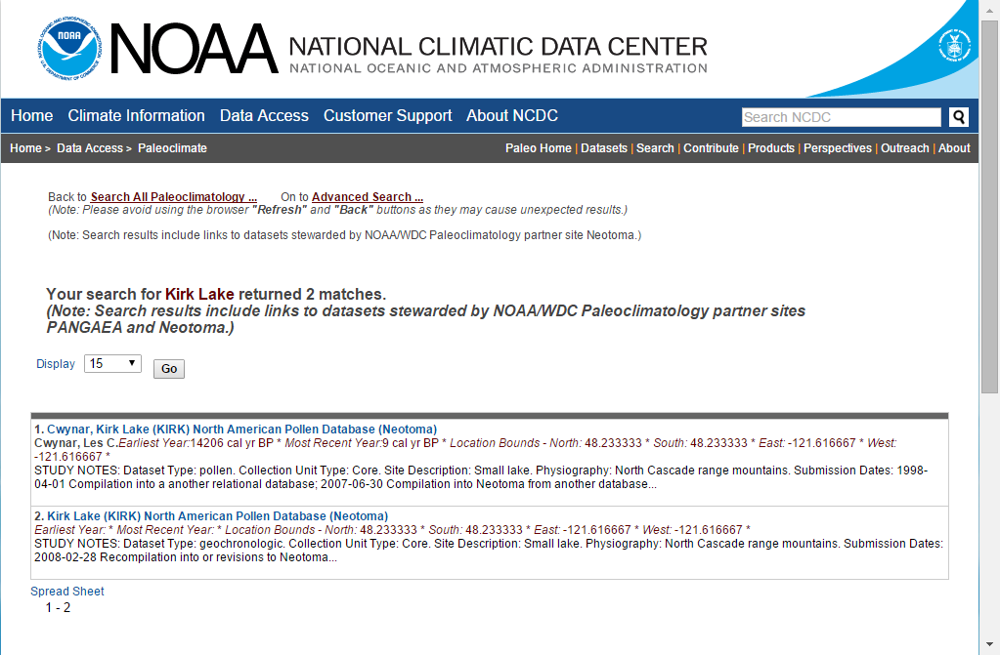 NOAA NATIONAL CLIMATIC DATA CENTER
NATIONAL OCEANIC AND ATMOSPHERIC ADMINISTRATION
Home Climate Information Data Access Customer Support About NCDC Search NCDC
Home > Data Access > Paleoclimate Paleo Home | Datasets | Search | Contribute | Products | Perspectives | Outreach | About
Back to Search All Paleoclimatology ... On to Advanced Search ...
(Note: Please avoid using the browser "Refresh" and "Back" buttons as they may cause unexpected results.)
(Note: Search results include links to datasets stewarded by NOAA/WDC Paleoclimatology partner site Neotoma.)
Your search for Kirk Lake returned 2 matches.
(Note: Search results include links to datasets stewarded by NOAA/WDC Paleoclimatology partner sites
PANGAEA and Neotoma.)
Display 15 Go
1. Cwynar, Kirk Lake (KIRK) North American Pollen Database (Neotoma)
Cwynar, Les C.Earliest Year:14206 cal yr BP * Most Recent Year:9 cal yr BP * Location Bounds - North: 48.233333 * South: 48.233333 * East: -121.616667 * West:
-121.616667 *
STUDY NOTES: Dataset Type: pollen. Collection Unit Type: Core. Site Description: Small lake. Physiography: North Cascade range mountains. Submission Dates: 1998-
04-01 Compilation into a another relational database; 2007-06-30 Compilation into Neotoma from another database...
2. Kirk Lake (KIRK) North American Pollen Database (Neotoma)
Earliest Year: * Most Recent Year: * Location Bounds - North: 48.233333 * South: 48.233333 * East: -121.616667 * West: -121.616667 *
STUDY NOTES: Dataset Type: geochronologic. Collection Unit Type: Core. Site Description: Small lake. Physiography: North Cascade range mountains. Submission Dates:
2008-02-28 Recompilation into or revisions to Neotoma...
Spread Sheet
1 - 2